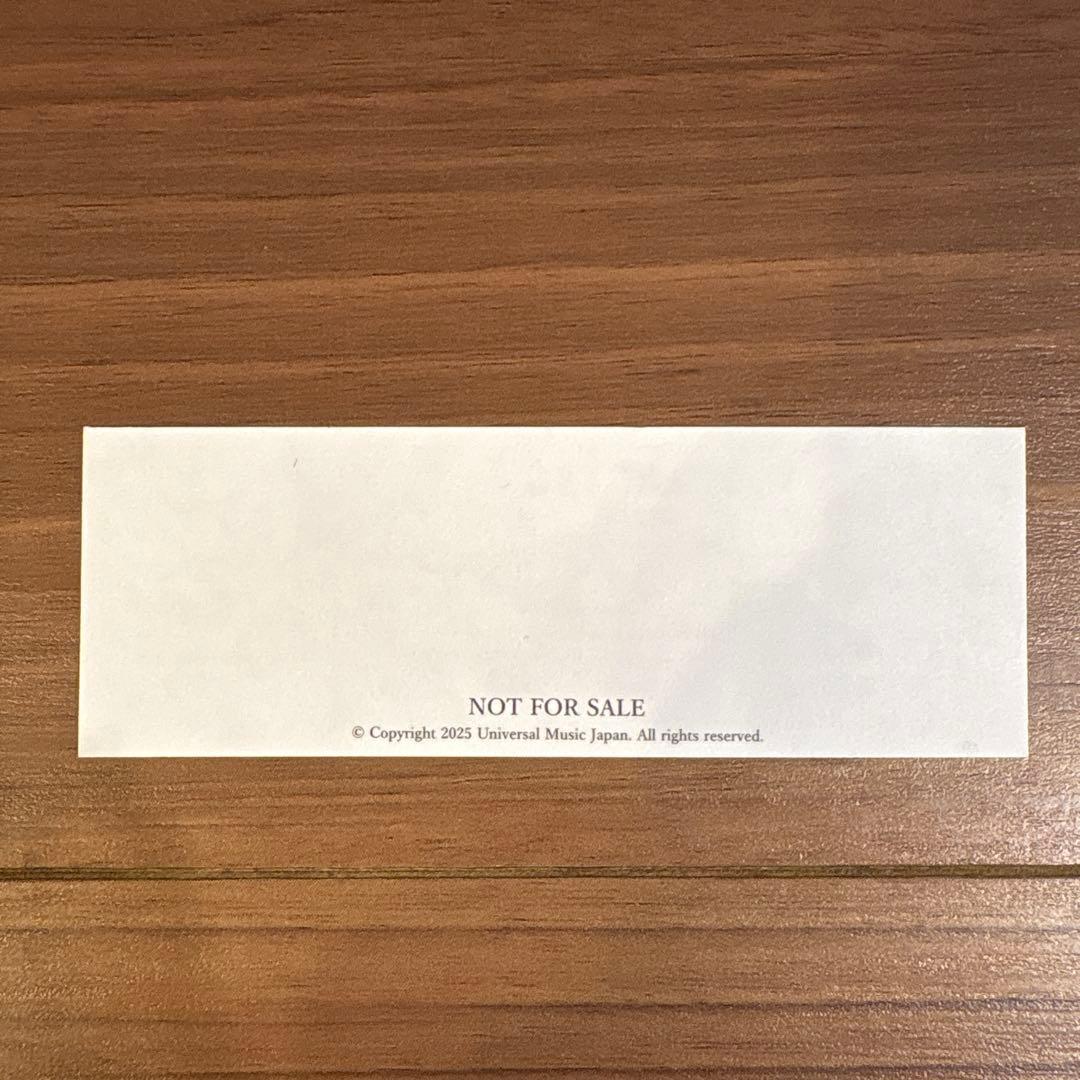 NOT FOR SALE
© Copyright 2025 Universal Music Japan. All rights reserved.